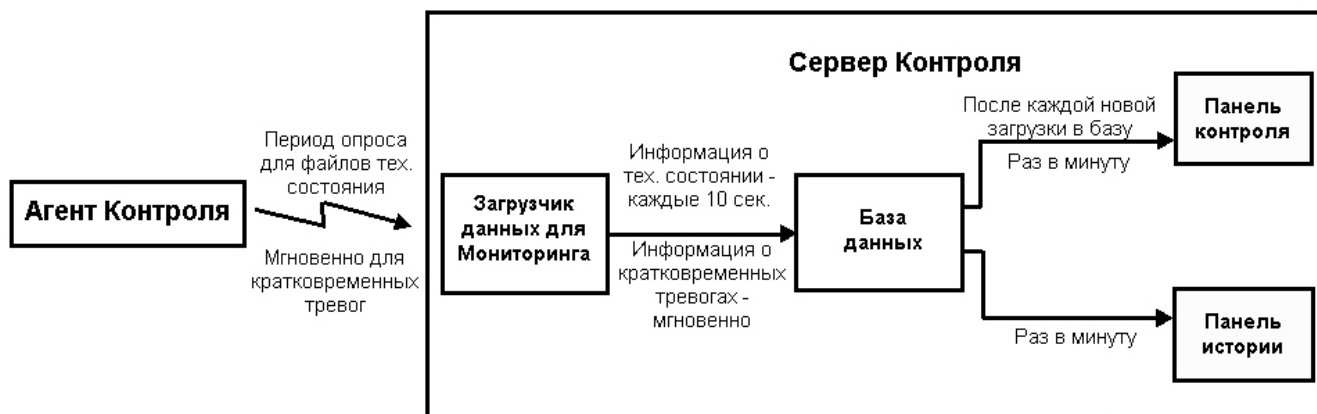 Сервер Контроля
Агент Контроля
Период опроса
для файлов тех.
состояния
Мгновенно для
кратковременных
тревог
Загрузчик
данных для
Мониторинга
Информация о
тех. состоянии -
каждые 10 сек.
Информация о
кратковременных
тревогах -
мгновенно
База
данных
После каждой новой
загрузки в базу
Раз в минуту
Панель
контроля
Раз в минуту
Панель
истории